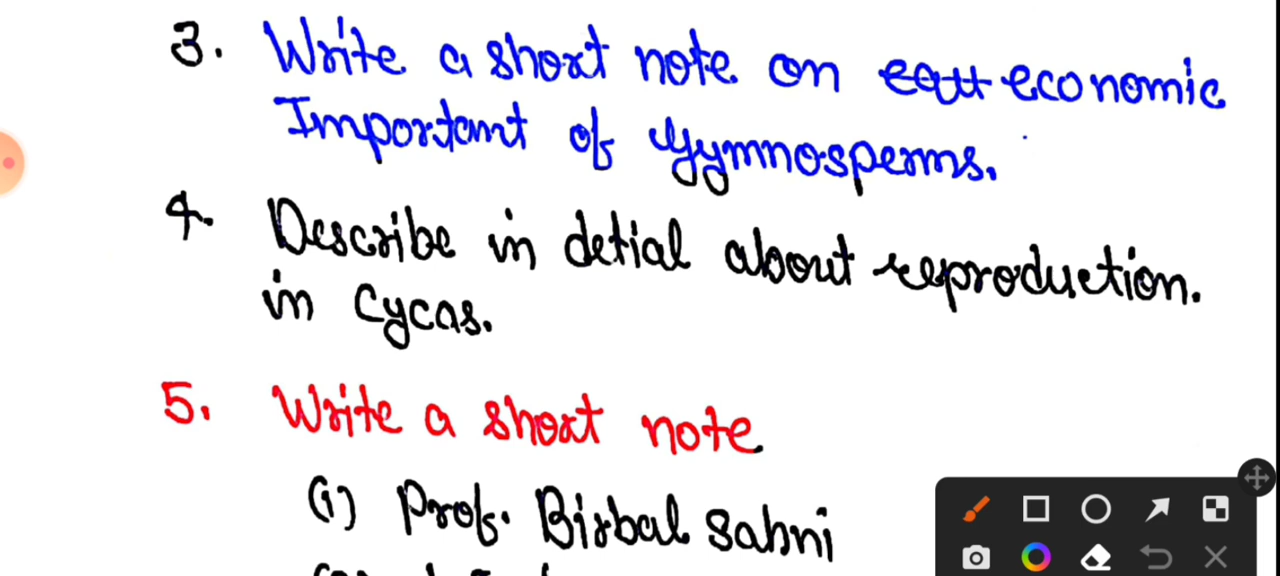 3. Write a short note on economic
Important of Gymnosperms.
4. Describe in detial about reproduction.
in Cycas.
5. Write a short note
(i) Prof. Birbal Sahni